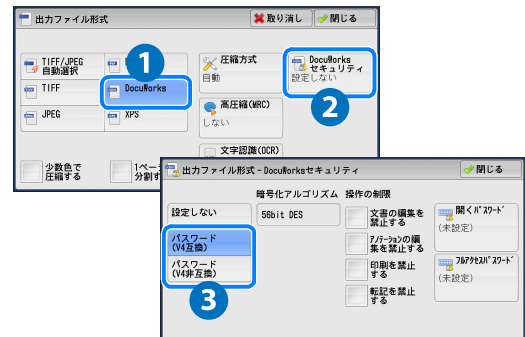 出力ファイル形式
取り消し
閉じる
TIFF/JPEG
自動選択
TIFF
DocuWorks
JPEG
XPS
圧縮方式
自動
高圧縮(MRC)
しない
文字認識(OCR)
DocuWorks
セキュリティ
設定しない
少数色で
圧縮する
1ペー
分割す
1
2
出力ファイル形式 - DocuWorksセキュリティ
閉じる
暗号化アルゴリズム
操作の制限
設定しない
56bit DES
パスワード
(V4互換)
パスワード
(V4非互換)
3
文書の編集を
禁止する
アノテーションの編
集を禁止する
印刷を禁止
する
転記を禁止
する
開くパスワード
(未設定)
フルアクセスパスワード
(未設定)